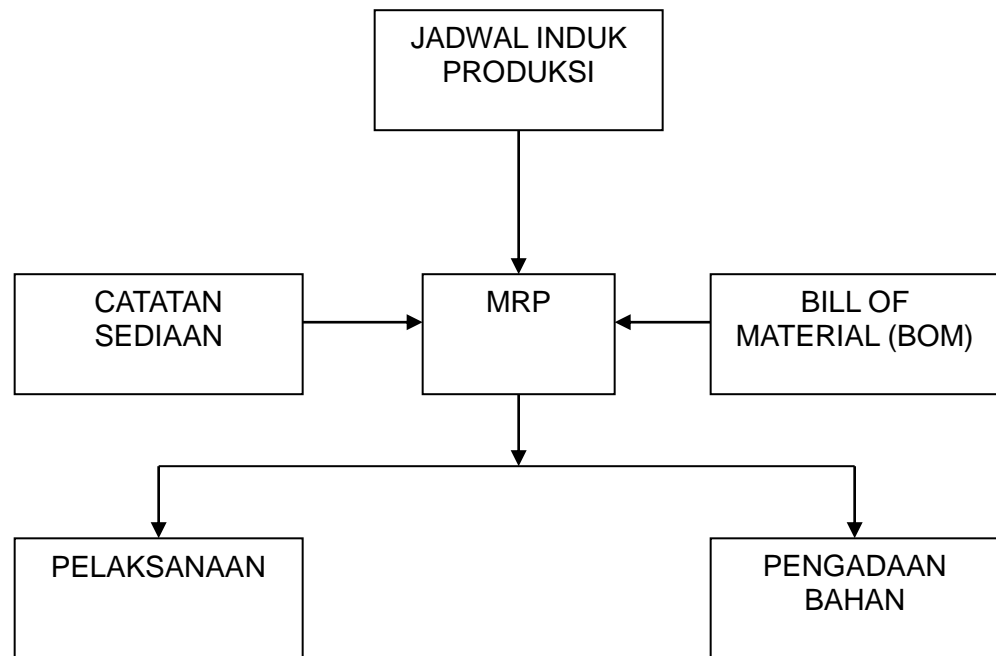 JADWAL INDUK
PRODUKSI
CATATAN
SEDIAAN
MRP
BILL OF
MATERIAL (BOM)
PELAKSANAAN
PENGADAAN
BAHAN